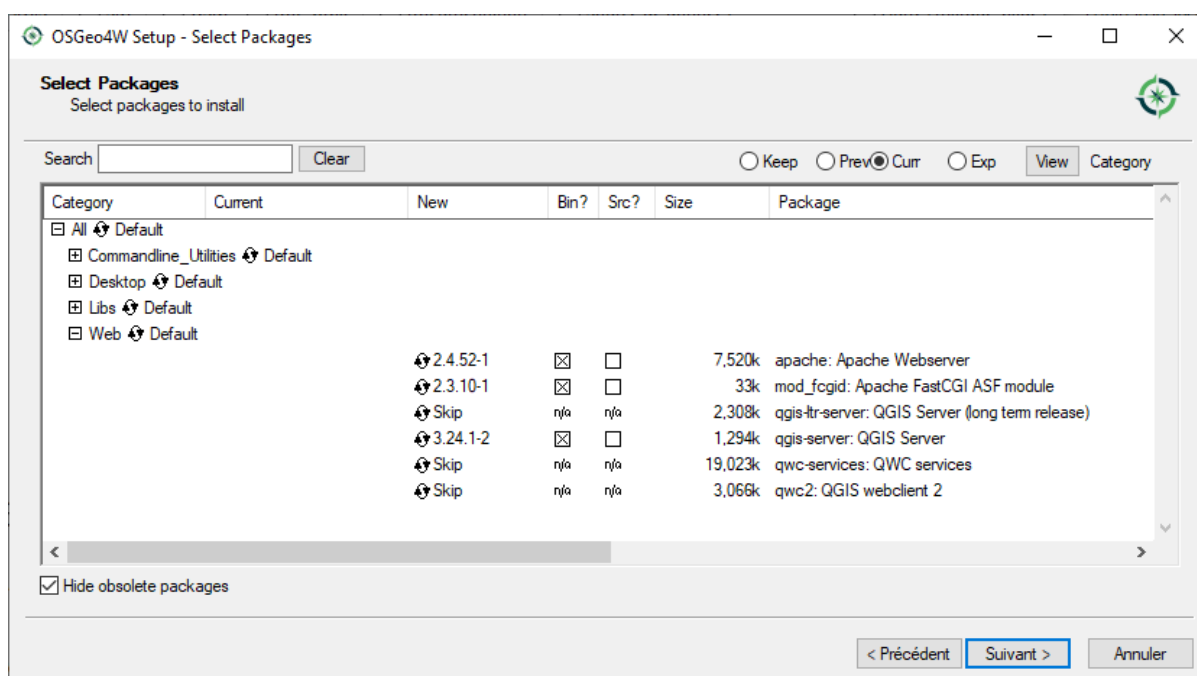 OSGeo4W Setup - Select Packages
Select Packages
Select packages to install
Search Clear Keep Prev Curr Exp View Category
Category Current New Bin? Src? Size Package
All Default
Commandline_Utilities Default
Desktop Default
Libs Default
Web Default
2.4.52-1 7,520k apache: Apache Webserver
2.3.10-1 33k mod_fcgid: Apache FastCGI ASF module
Skip n/a n/a 2,308k qgis-ltr-server: QGIS Server (long term release)
3.24.1-2 1,294k qgis-server: QGIS Server
Skip n/a n/a 19,023k qwc-services: QWC services
Skip n/a n/a 3,066k qwc2: QGIS webclient 2
Hide obsolete packages
< Précédent Suivant > Annuler